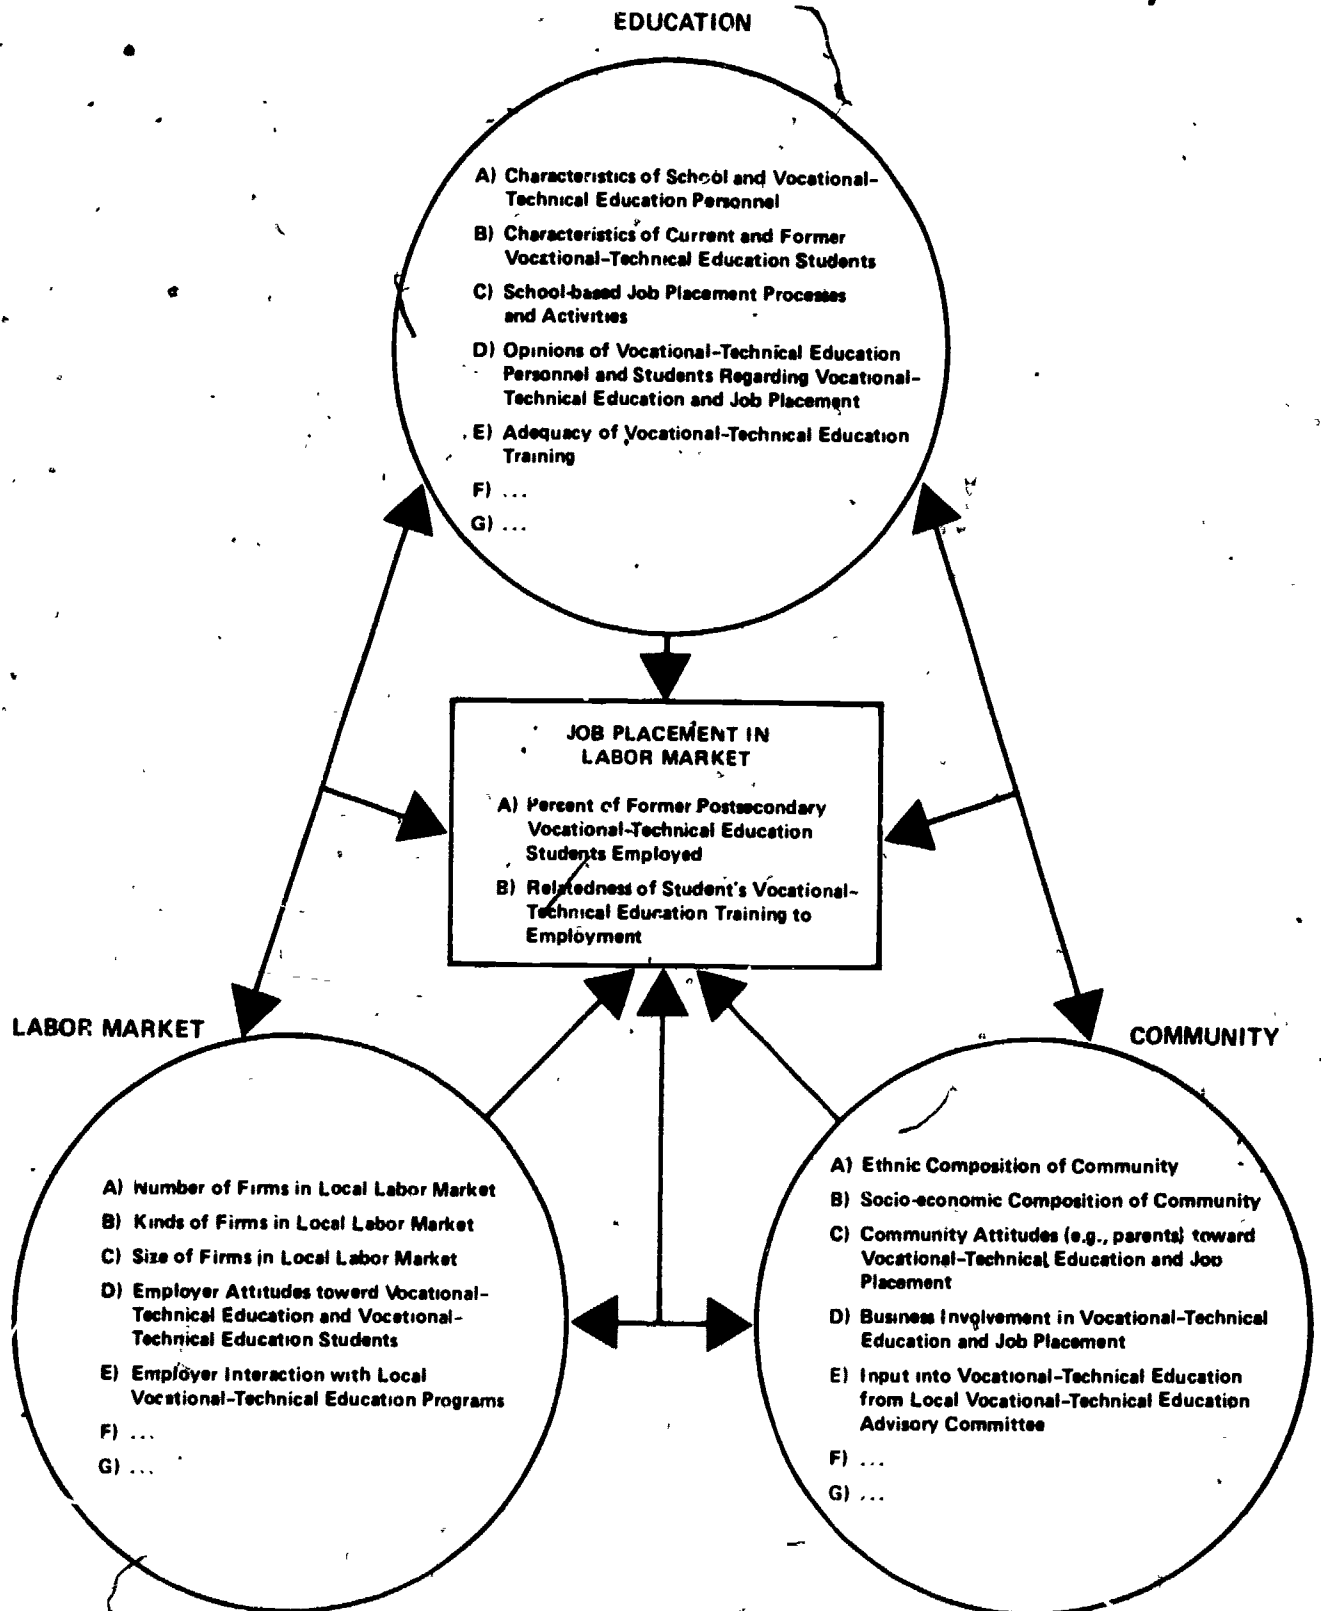 EDUCATION
A) Characteristics of School and Vocational-
Technical Education Personnel
B) Characteristics of Current and Former
Vocational-Technical Education Students
C) School-based Job Placement Processes
and Activities
D) Opinions of Vocational-Technical Education
Personnel and Students Regarding Vocational-
Technical Education and Job Placement
E) Adequacy of Vocational-Technical Education
Training
F) ...
G) ...
JOB PLACEMENT IN
LABOR MARKET
A) Percent of Former Postsecondary
Vocational-Technical Education
Students Employed
B) Relatedness of Student's Vocational-
Technical Education Training to
Employment
LABOR MARKET
A) Number of Firms in Local Labor Market
B) Kinds of Firms in Local Labor Market
C) Size of Firms in Local Labor Market
D) Employer Attitudes toward Vocational-
Technical Education and Vocational-
Technical Education Students
E) Employer Interaction with Local
Vocational-Technical Education Programs
F) ...
G) ...
COMMUNITY
A) Ethnic Composition of Community
B) Socio-economic Composition of Community
C) Community Attitudes (e.g., parents) toward
Vocational-Technical Education and Job
Placement
D) Business Involvement in Vocational-Technical
Education and Job Placement
E) Input into Vocational-Technical Education
from Local Vocational-Technical Education
Advisory Committee
F) ...
G) ...